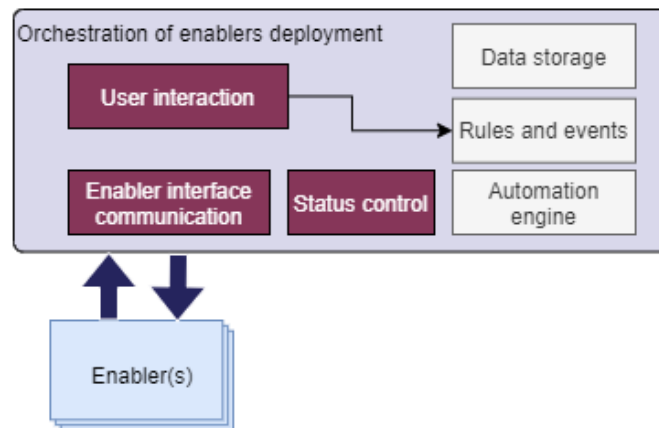 Orchestration of enablers deployment
Data storage
User interaction
Rules and events
Enabler interface
communication
Status control
Automation
engine
Enabler(s)